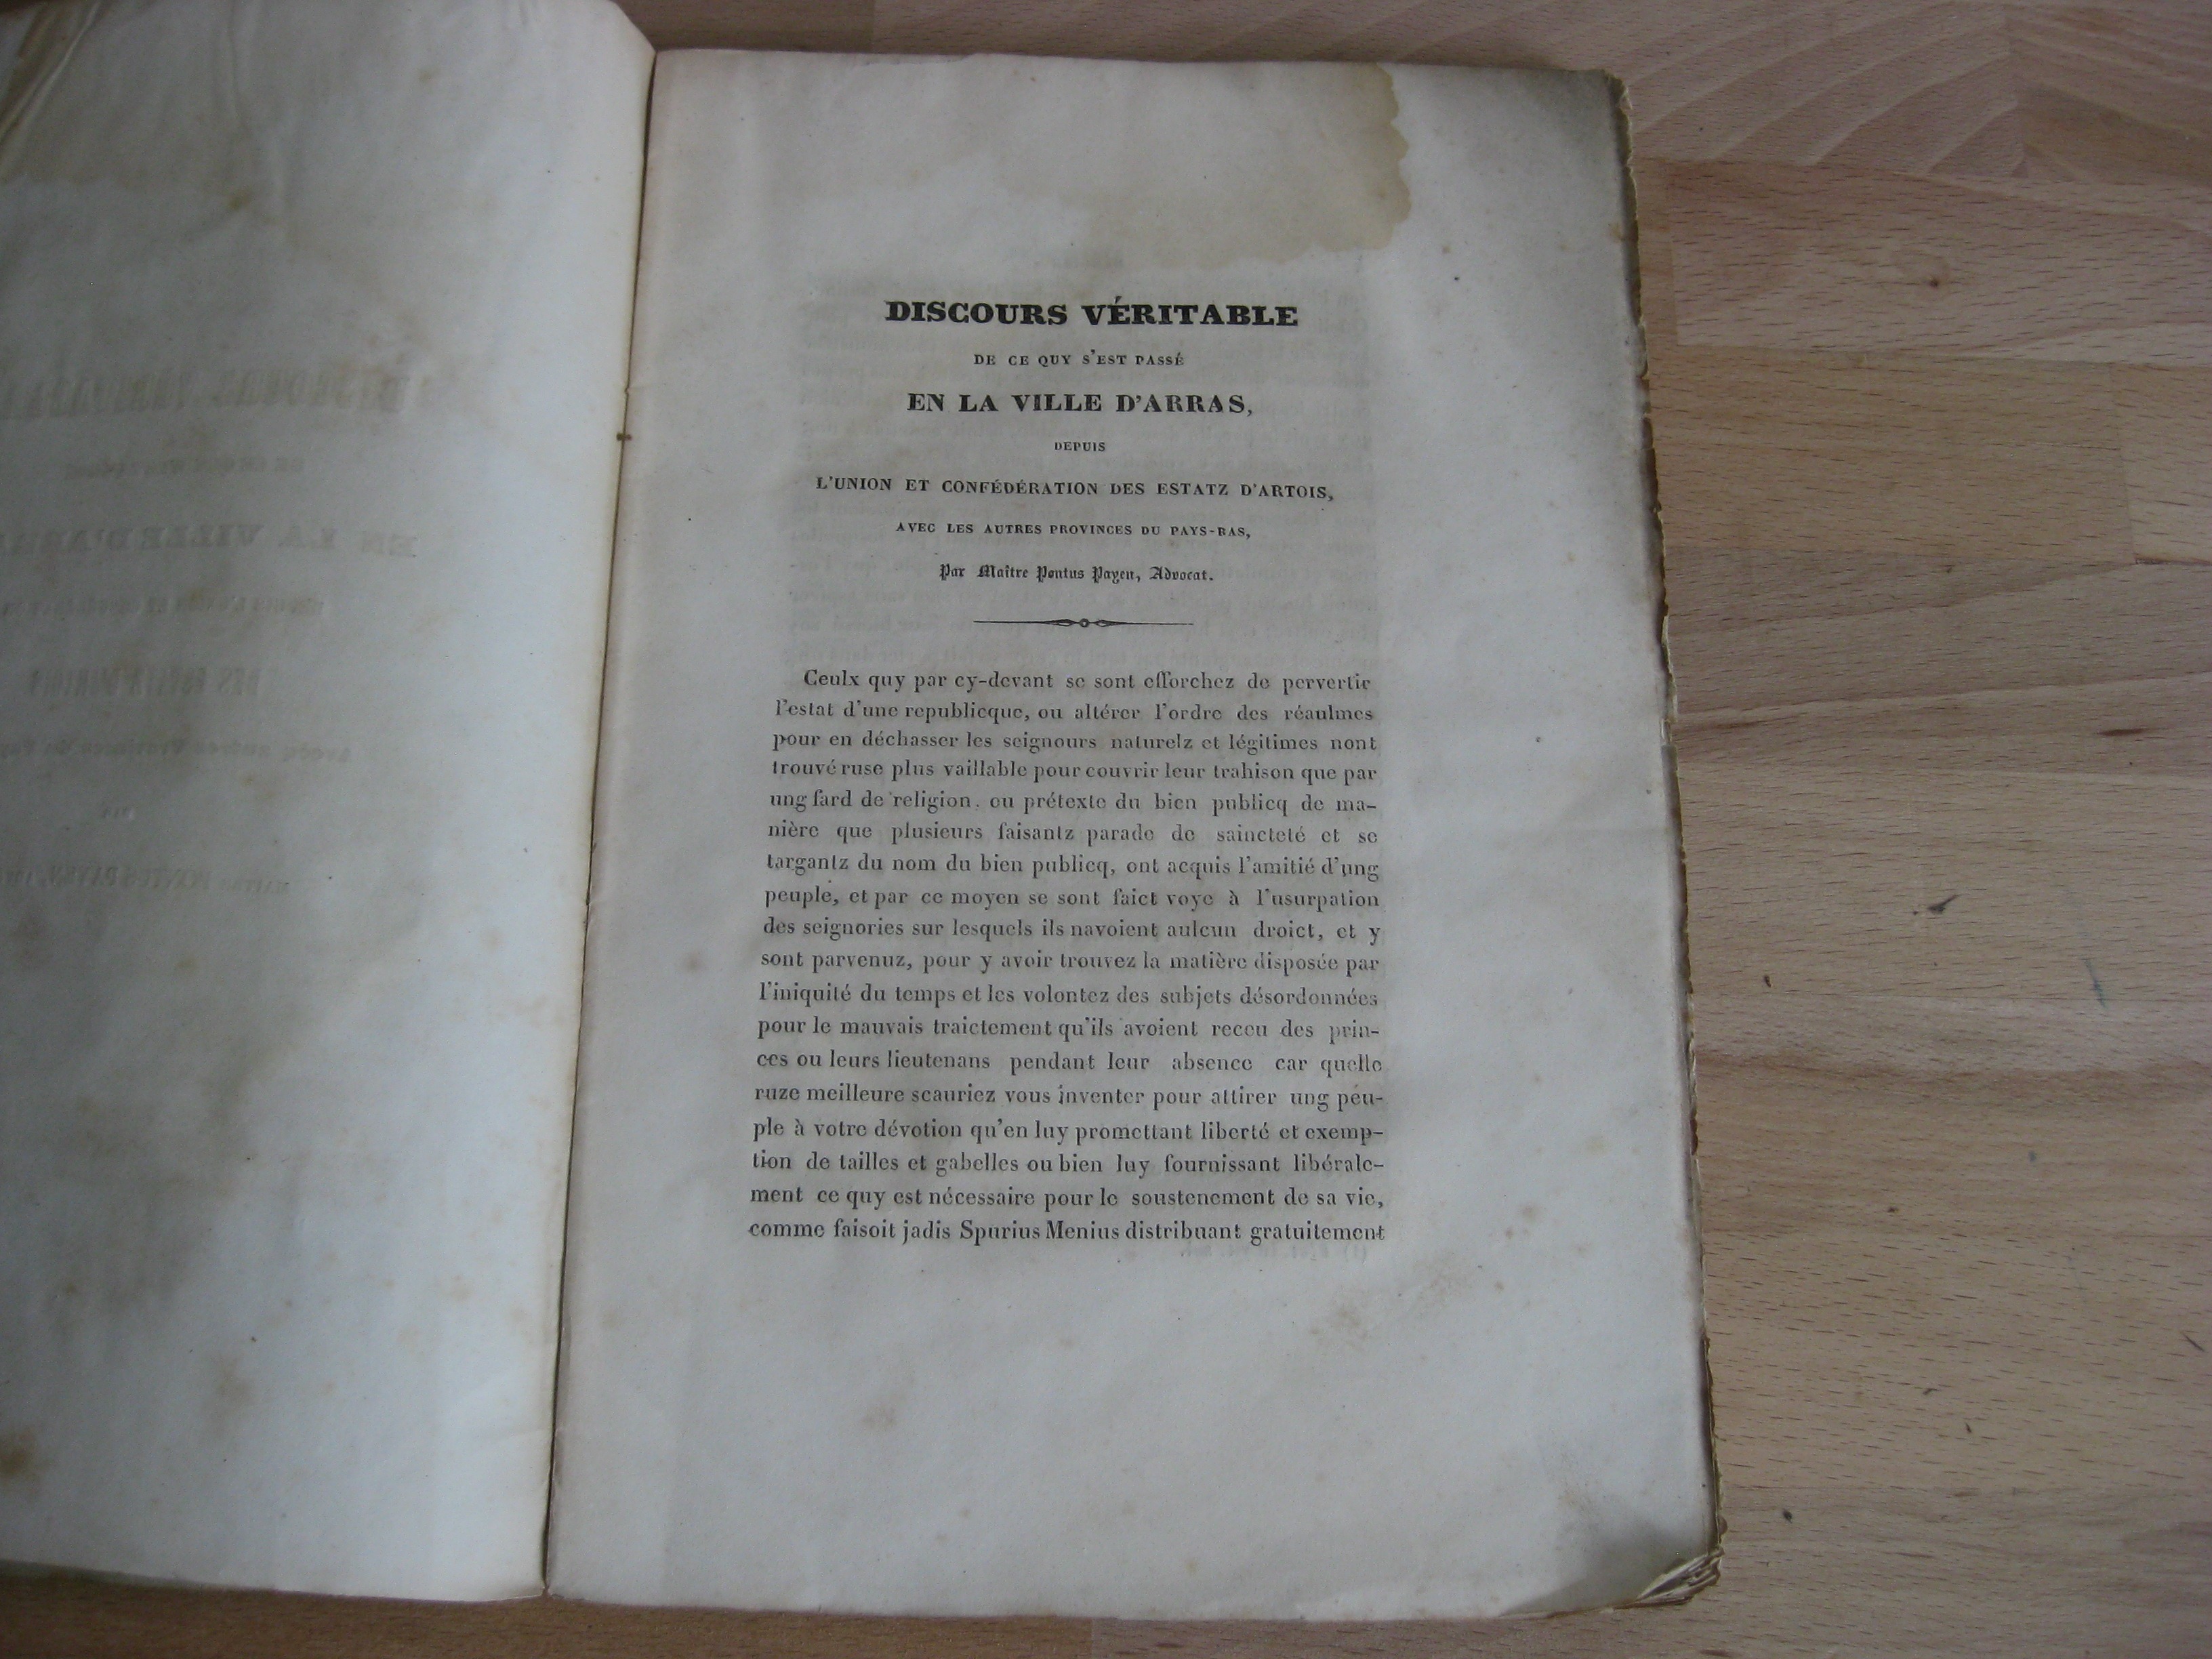 DISCOURS VÉRITABLE
DE CE QUY S'EST PASSÉ
EN LA VILLE D'ARRAS,
DEPUIS
L'UNION ET CONFÉDÉRATION DES ESTATZ D'ARTOIS,
AVEC LES AUTRES PROVINCES DU PAYS-BAS,
Par Maître Pontus Payen, Advocat.
Ceulx quy par cy-devant se sont efforchez de pervertir
l'estat d'une republicque, ou altérer l'ordre des réaulmes
pour en déchasser les seignours naturelz et légitimes nont
trouvé ruse plus vaillable pour couvrir leur trahison que par
ung fard de religion, ou prétexte du bien publicq de ma-
nière que plusieurs faisantz parade de saincteté et se
targantz du nom du bien publicq, ont acquis l'amitié d'ung
peuple, et par ce moyen se sont faict voye à l'usurpation
des seignories sur lesquels ils navoient aulcun droict, et y
sont parvenuz, pour y avoir trouvez la matière disposée par
l'iniquité du temps et les volontez des subjets désordonnées
pour le mauvais traictement qu'ils avoient receu des prin-
ces ou leurs lieutenans pendant leur absence car quelle
ruze meilleure scauriez vous inventer pour attirer ung peu-
ple à votre dévotion qu'en luy promettant liberté et exemp-
tion de tailles et gabelles ou bien luy fournissant libérale-
ment ce quy est nécessaire pour le soustenement de sa vie,
comme faisoit jadis Spurius Menius distribuant gratuitement